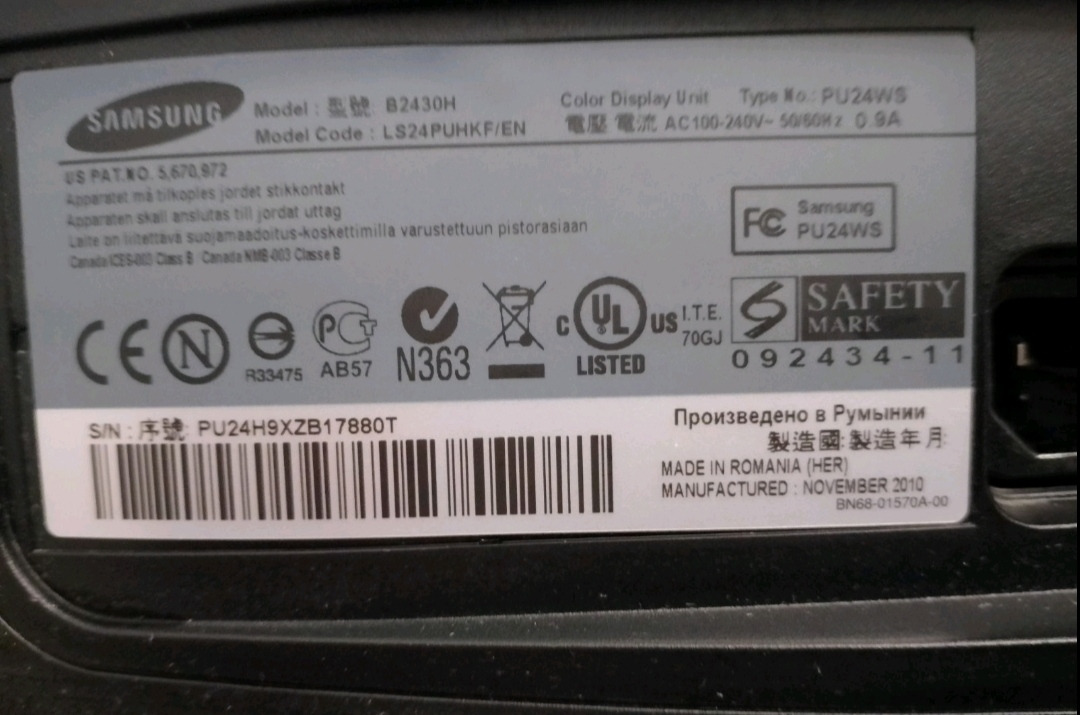 SAMSUNG
Model : 型號: B2430H
Model Code : LS24PUHKF/EN
Color Display Unit Type No.: PU24WS
電壓 電流 AC100-240V~ 50/60Hz 0.9A
US PAT.NO. 5,670,972
Apparatet må tilkoples jordet stikkontakt
Apparaten skall anslutas till jordat uttag
Laite on liitettävä suojamaadoitus-koskettimilla varustettuun pistorasiaan
Canada ICES-003 Class B / Canada NMB-003 Classe B
FC Samsung
PU24WS
CE N R33475 PCT AB57 N363
C UL US LISTED
I.T.E.
70GJ
S SAFETY
MARK
092434-11
S/N : 序號: PU24H9XZB17880T
Произведено в Румынии
製造國: 製造年月:
MADE IN ROMANIA (HER)
MANUFACTURED : NOVEMBER 2010
BN68-01570A-00